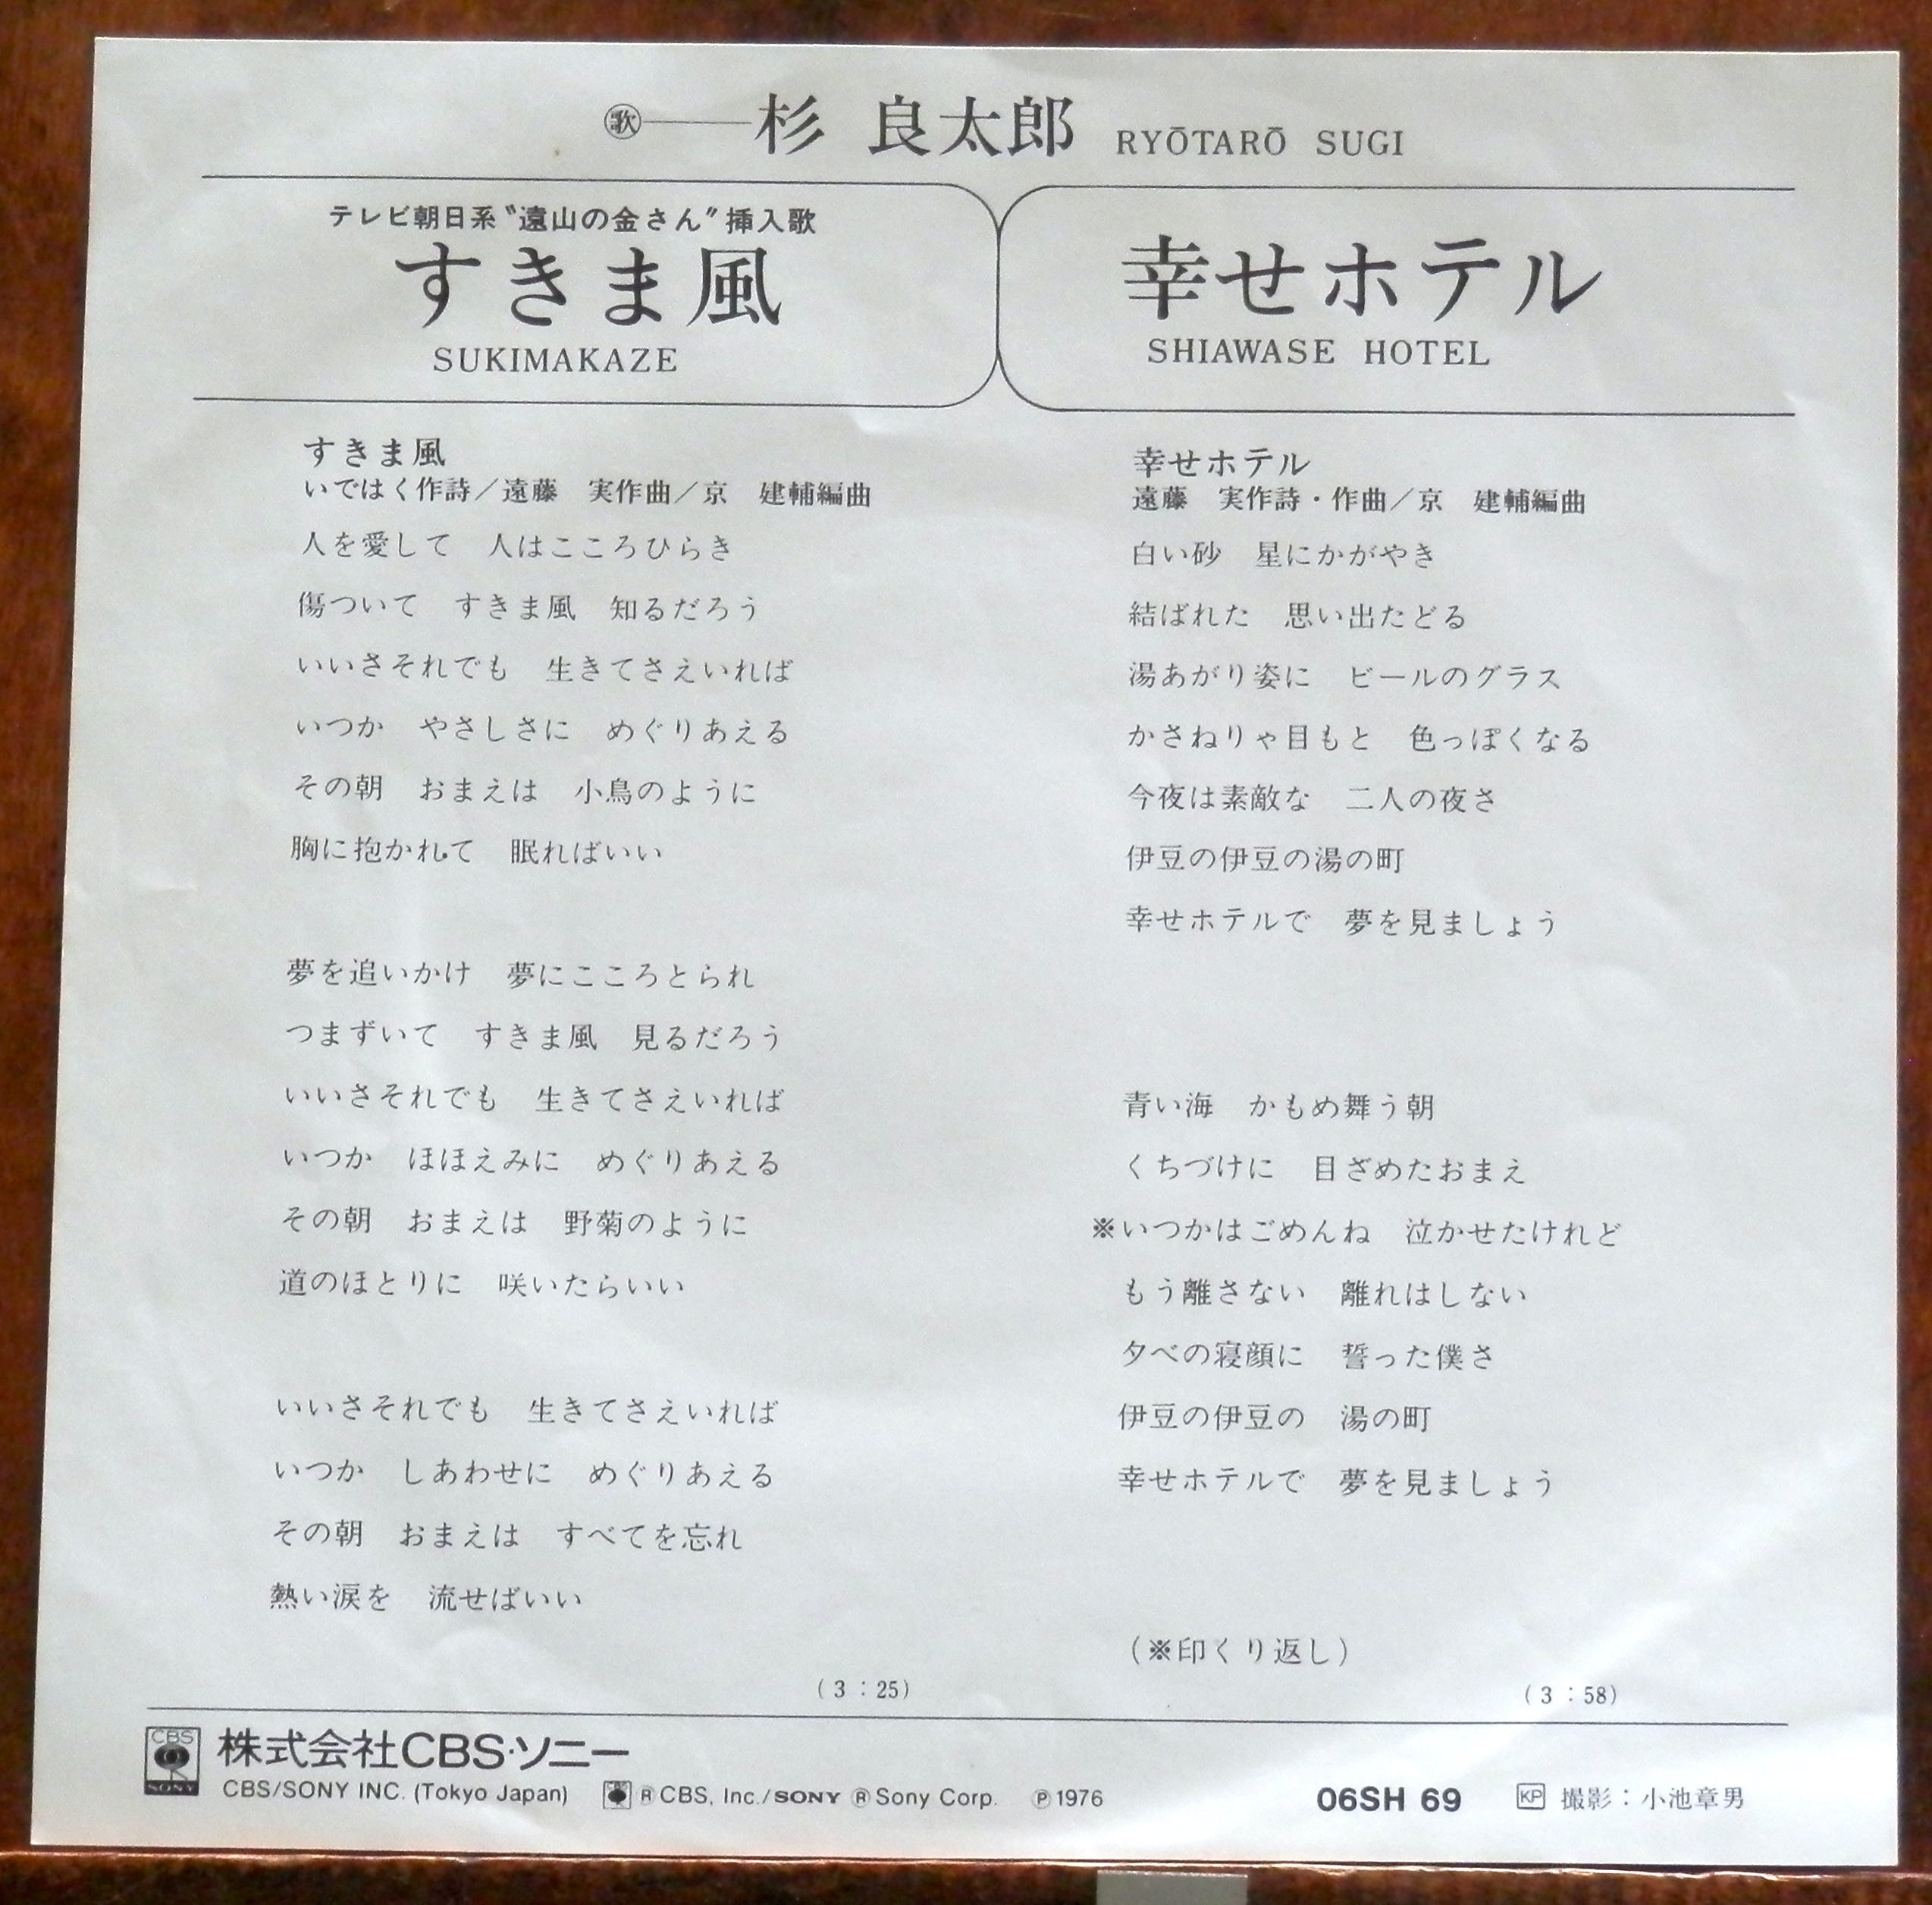 歌 杉 良太郎 RYŌTARŌ SUGI
テレビ朝日系〝遠山の金さん〟挿入歌
すきま風
SUKIMAKAZE
すきま風
いではく作詩／遠藤　実作曲／京　建輔編曲
人を愛して　人はこころひらき
傷ついて　すきま風　知るだろう
いいさそれでも　生きてさえいれば
いつか　やさしさに　めぐりあえる
その朝　おまえは　小鳥のように
胸に抱かれて　眠ればいい
夢を追いかけ　夢にこころとられ
つまずいて　すきま風　見るだろう
いいさそれでも　生きてさえいれば
いつか　ほほえみに　めぐりあえる
その朝　おまえは　野菊のように
道のほとりに　咲いたらいい
いいさそれでも　生きてさえいれば
いつか　しあわせに　めぐりあえる
その朝　おまえは　すべてを忘れ
熱い涙を　流せばいい
(3：25)
幸せホテル
SHIAWASE HOTEL
幸せホテル
遠藤　実作詩・作曲／京　建輔編曲
白い砂　星にかがやき
結ばれた　思い出たどる
湯あがり姿に　ビールのグラス
かさねりゃ目もと　色っぽくなる
今夜は素敵な　二人の夜さ
伊豆の伊豆の湯の町
幸せホテルで　夢を見ましょう
青い海　かもめ舞う朝
くちづけに　目ざめたおまえ
※いつかはごめんね　泣かせたけれど
もう離さない　離れはしない
夕べの寝顔に　誓った僕さ
伊豆の伊豆の　湯の町
幸せホテルで　夢を見ましょう
(※印くり返し)
(3：58)
CBS SONY 株式会社CBS・ソニー
CBS/SONY INC. (Tokyo Japan) ®CBS, Inc./SONY ®Sony Corp. Ⓟ1976 06SH 69 KP 撮影：小池章男